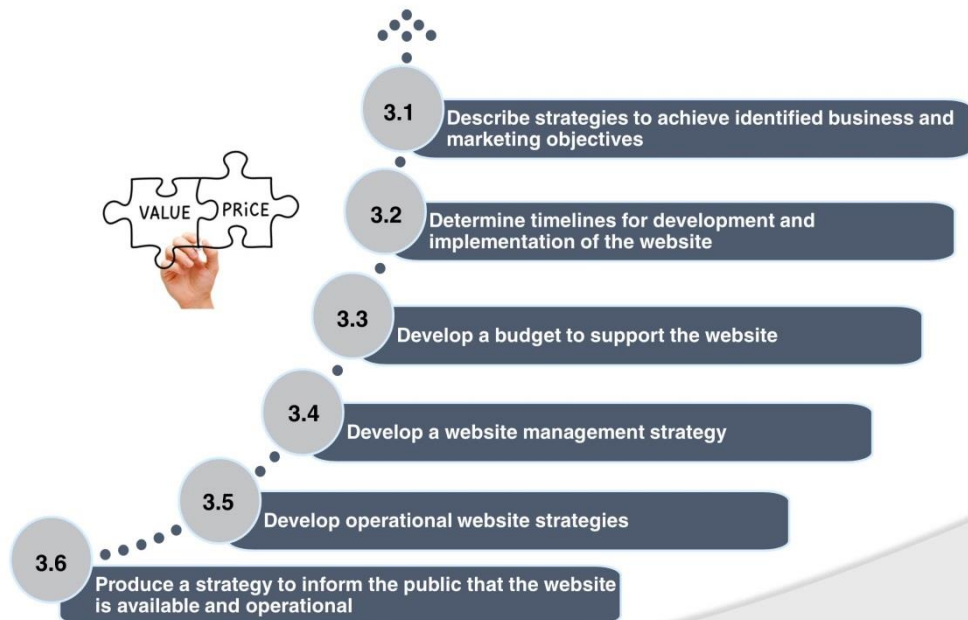 3.1
Describe strategies to achieve identified business and
marketing objectives
VALUE
PRiCE
3.2
Determine timelines for development and
implementation of the website
3.3
Develop a budget to support the website
3.4
Develop a website management strategy
3.5
Develop operational website strategies
3.6
Produce a strategy to inform the public that the website
is available and operational